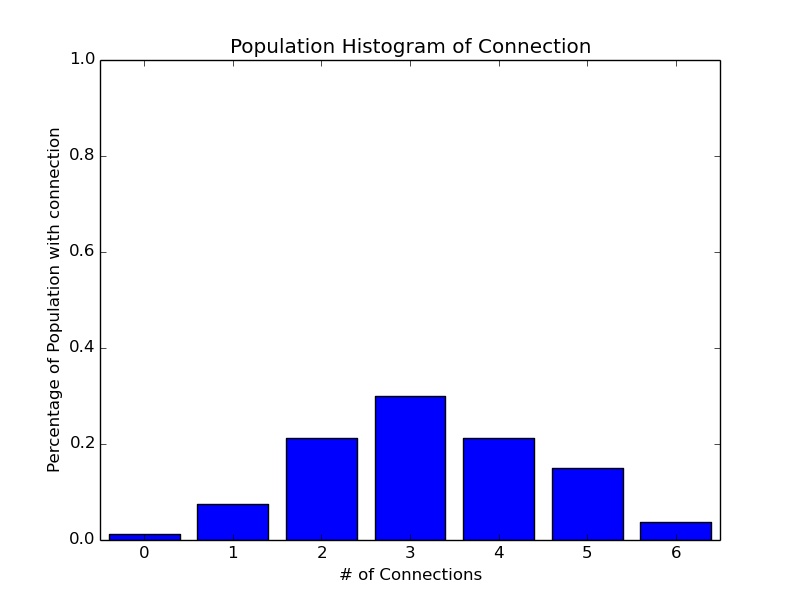 Population Histogram of Connection
Percentage of Population with connection
1.0
0.8
0.6
0.4
0.2
0.0
0 1 2 3 4 5 6
# of Connections